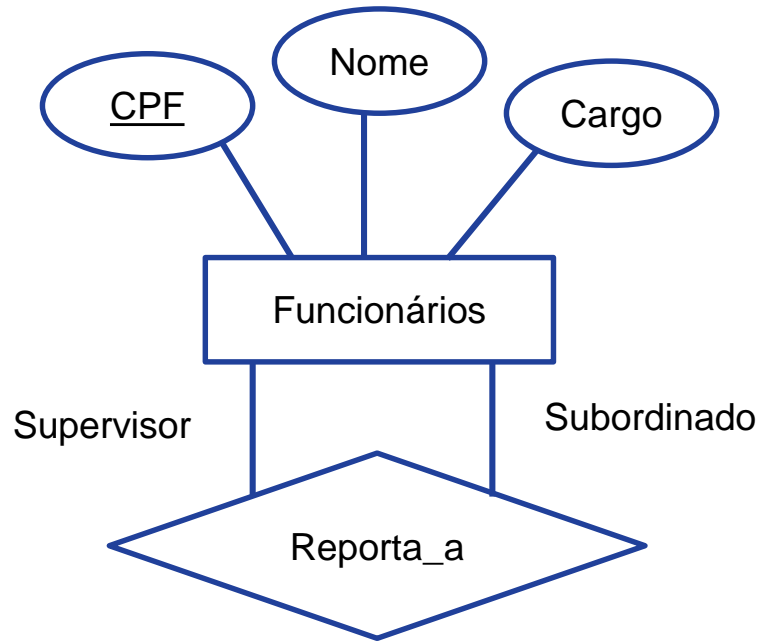 Nome
CPF
Cargo
Funcionários
Supervisor
Subordinado
Reporta_a